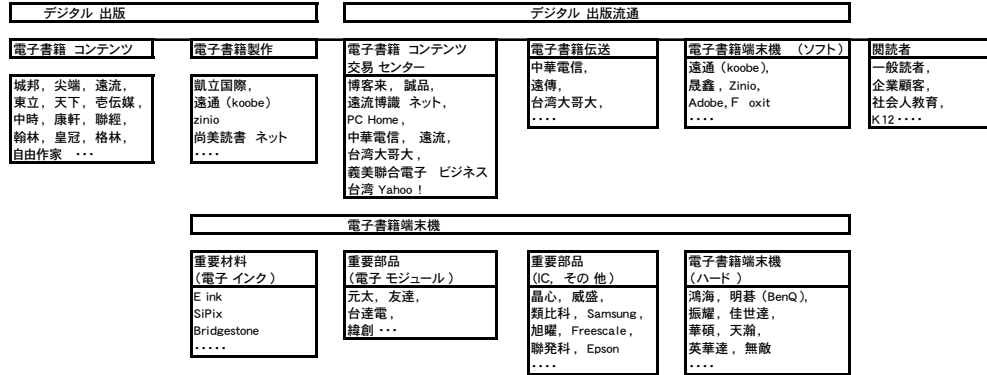 デジタル 出版
デジタル 出版流通
電子書籍 コンテンツ
城邦，尖端，遠流，
東立，天下，壱伝媒，
中時，康軒，聯經，
翰林，皇冠，格林，
自由作家 ・・・
電子書籍製作
凱立国際，
遠通（koobe）
zinio
尚美読書 ネット
・・・・
電子書籍 コンテンツ
交易 センター
博客来，誠品，
遠流博識 ネット，
PC Home，
中華電信，遠流，
台湾大哥大，
義美聯合電子 ビジネス
台湾 Yahoo！
電子書籍伝送
中華電信，
遠傳，
台湾大哥大，
・・・・
電子書籍端末機 （ソフト）
遠通（koobe），
晟鑫，Zinio，
Adobe，F oxit
・・・・
閲読者
一般読者，
企業顧客，
社会人教育，
K12・・・・
電子書籍端末機
重要材料
（電子 インク）
E ink
SiPix
Bridgestone
・・・・・
重要部品
（電子 モジュール）
元太，友達，
台達電，
緯創 ・・・
重要部品
（IC，その 他）
晶心，威盛，
類比科，Samsung，
旭曜，Freescale，
聯発科，Epson
・・・・
電子書籍端末機
（ハード ）
鴻海，明碁（BenQ），
振耀，佳世達，
華碩，天瀚，
英華達，無敵
・・・・